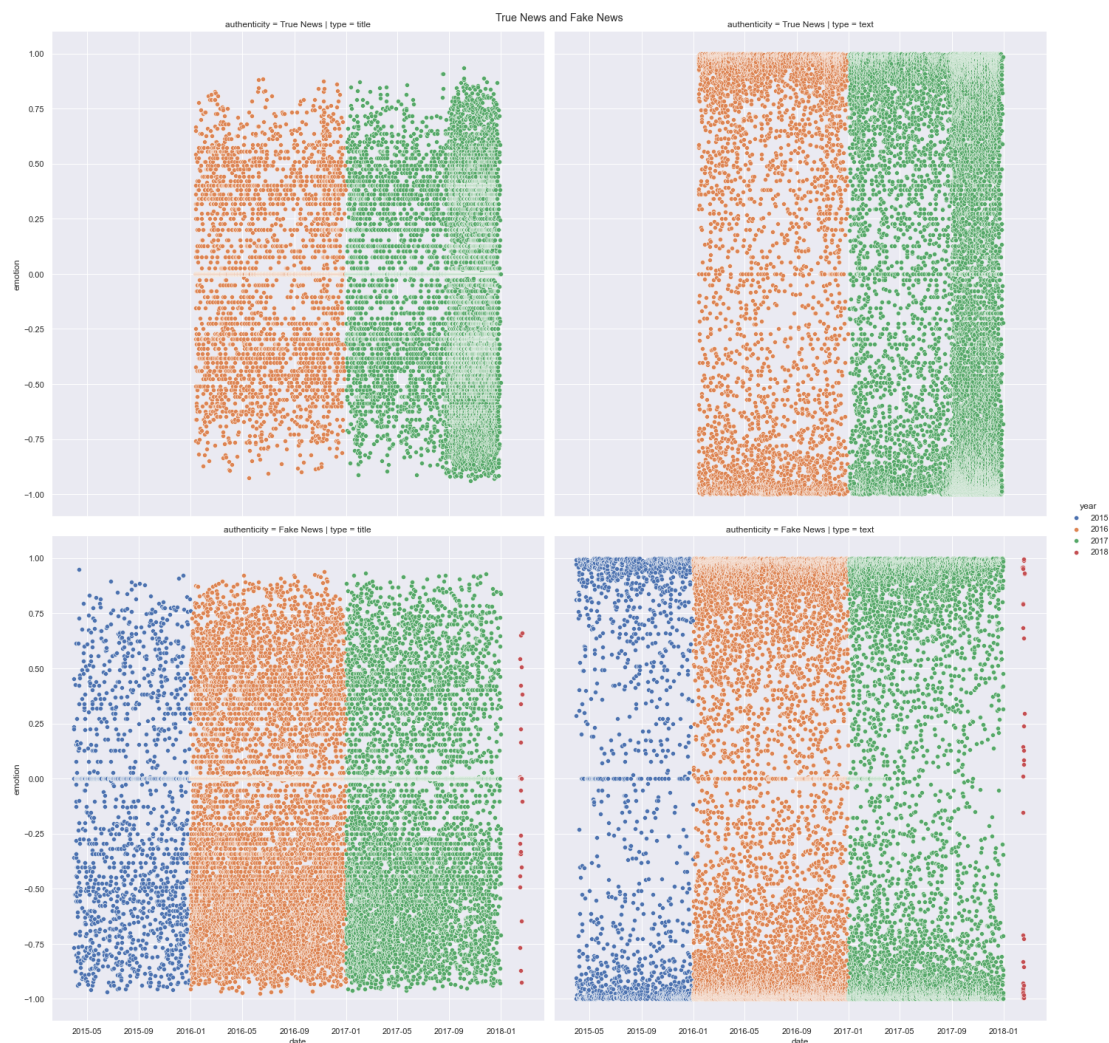 True News and Fake News
authenticity = True News | type = title
authenticity = True News | type = text
1.00
0.75
0.50
0.25
0.00
−0.25
−0.50
−0.75
−1.00
emotion
year
2015
2016
2017
2018
authenticity = Fake News | type = title
authenticity = Fake News | type = text
1.00
0.75
0.50
0.25
0.00
−0.25
−0.50
−0.75
−1.00
emotion
2015-05 2015-09 2016-01 2016-05 2016-09 2017-01 2017-05 2017-09 2018-01
date
2015-05 2015-09 2016-01 2016-05 2016-09 2017-01 2017-05 2017-09 2018-01
date